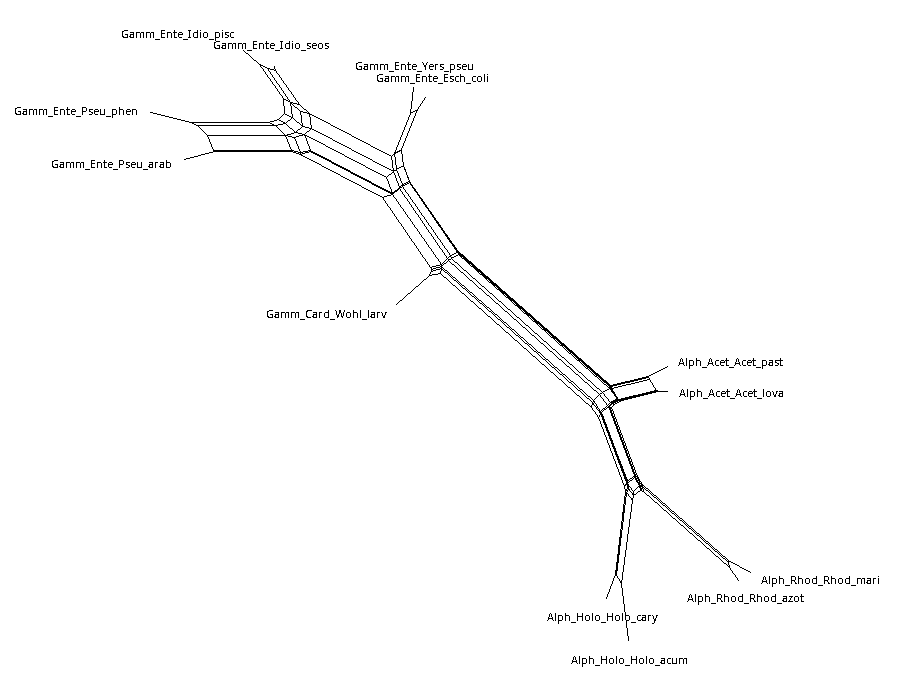 Gamm_Ente_Idio_pisc
Gamm_Ente_Idio_seos
Gamm_Ente_Yers_pseu
Gamm_Ente_Esch_coli
Gamm_Ente_Pseu_phen
Gamm_Ente_Pseu_arab
Gamm_Card_Wohl_larv
Alph_Acet_Acet_past
Alph_Acet_Acet_lova
Alph_Rhod_Rhod_mari
Alph_Rhod_Rhod_azot
Alph_Holo_Holo_cary
Alph_Holo_Holo_acum